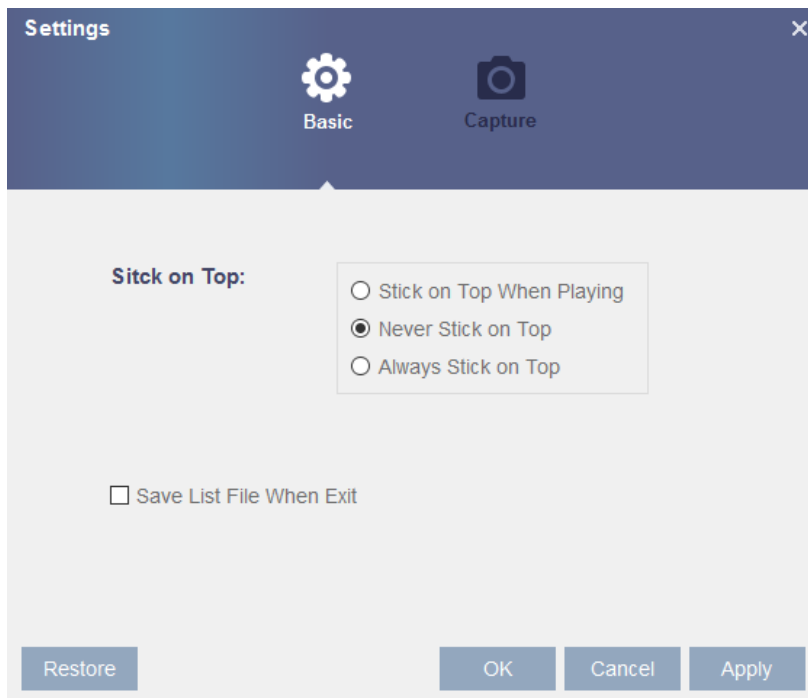 Settings
Basic
Capture
Sitck on Top:
Stick on Top When Playing
Never Stick on Top
Always Stick on Top
Save List File When Exit
Restore
OK
Cancel
Apply